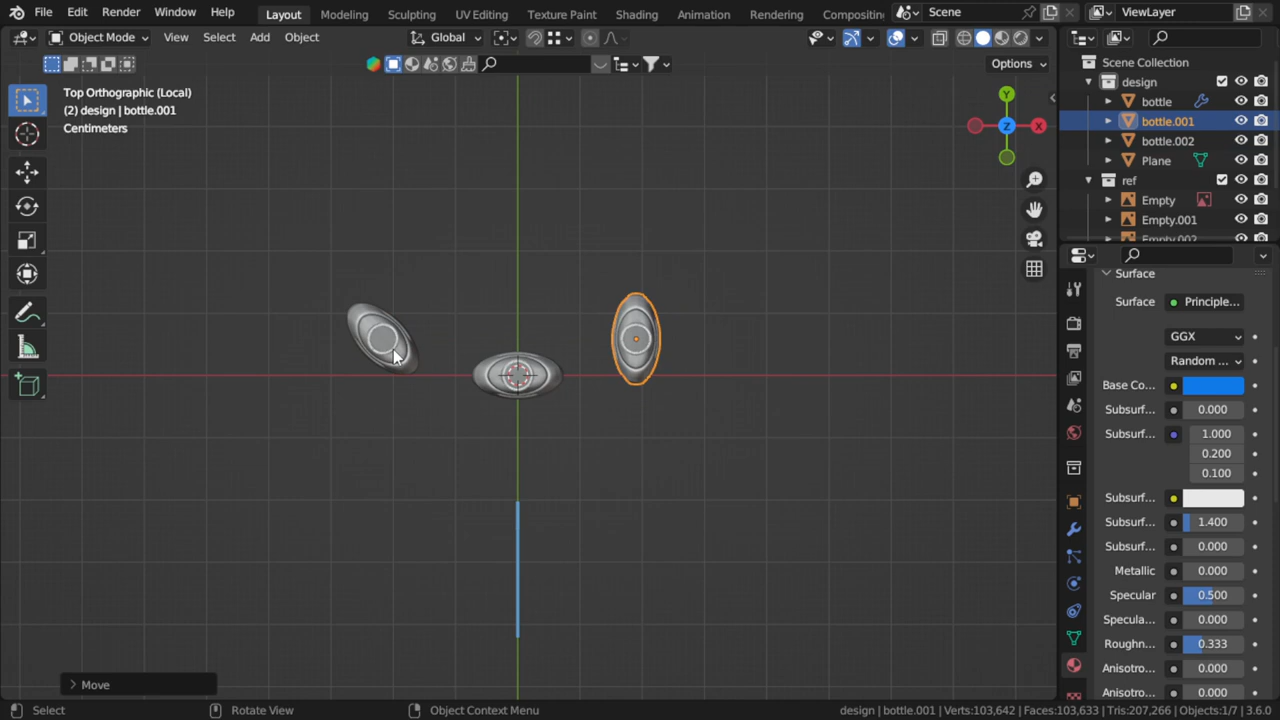 File Edit Render Window Help Layout Modeling Sculpting UV Editing Texture Paint Shading Animation Rendering Compositin Scene ViewLayer
Object Mode View Select Add Object Global
Options
Top Orthographic (Local)
(2) design | bottle.001
Centimeters
Y
X
Z
Scene Collection
design
bottle
bottle.001
bottle.002
Plane
ref
Empty
Empty.001
Empty.002
Surface
Surface Principle...
GGX
Random ...
Base Co...
Subsurf... 0.000
Subsurf... 1.000
0.200
0.100
Subsurf...
Subsurf... 1.400
Subsurf... 0.000
Metallic 0.000
Specular 0.500
Specula... 0.000
Roughn... 0.333
Anisotro... 0.000
Anisotro... 0.000
Move
Select Rotate View Object Context Menu design | bottle.001 | Verts:103,642 | Faces:103,633 | Tris:207,266 | Objects:1/7 | 3.6.0